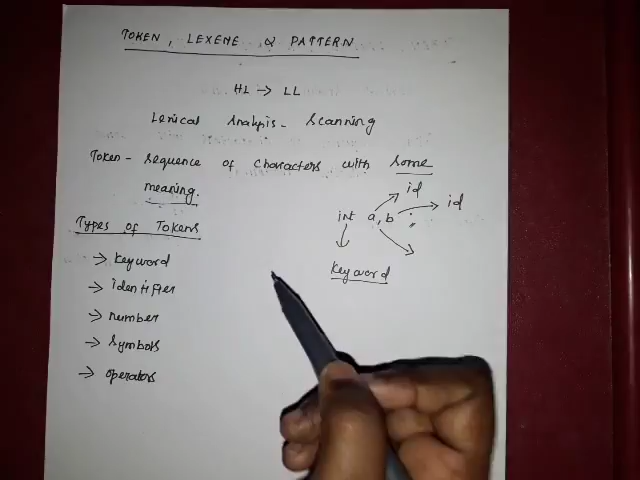 TOKEN, LEXENE, & PATTERN
HL → LL
Lexical Analysis - Scanning
Token - Sequence of Characters with Some
meaning.
int a, b ;
id
id
Keyword
Types of Tokens
→ Keyword
→ identifier
→ number
→ Symbols
→ operators